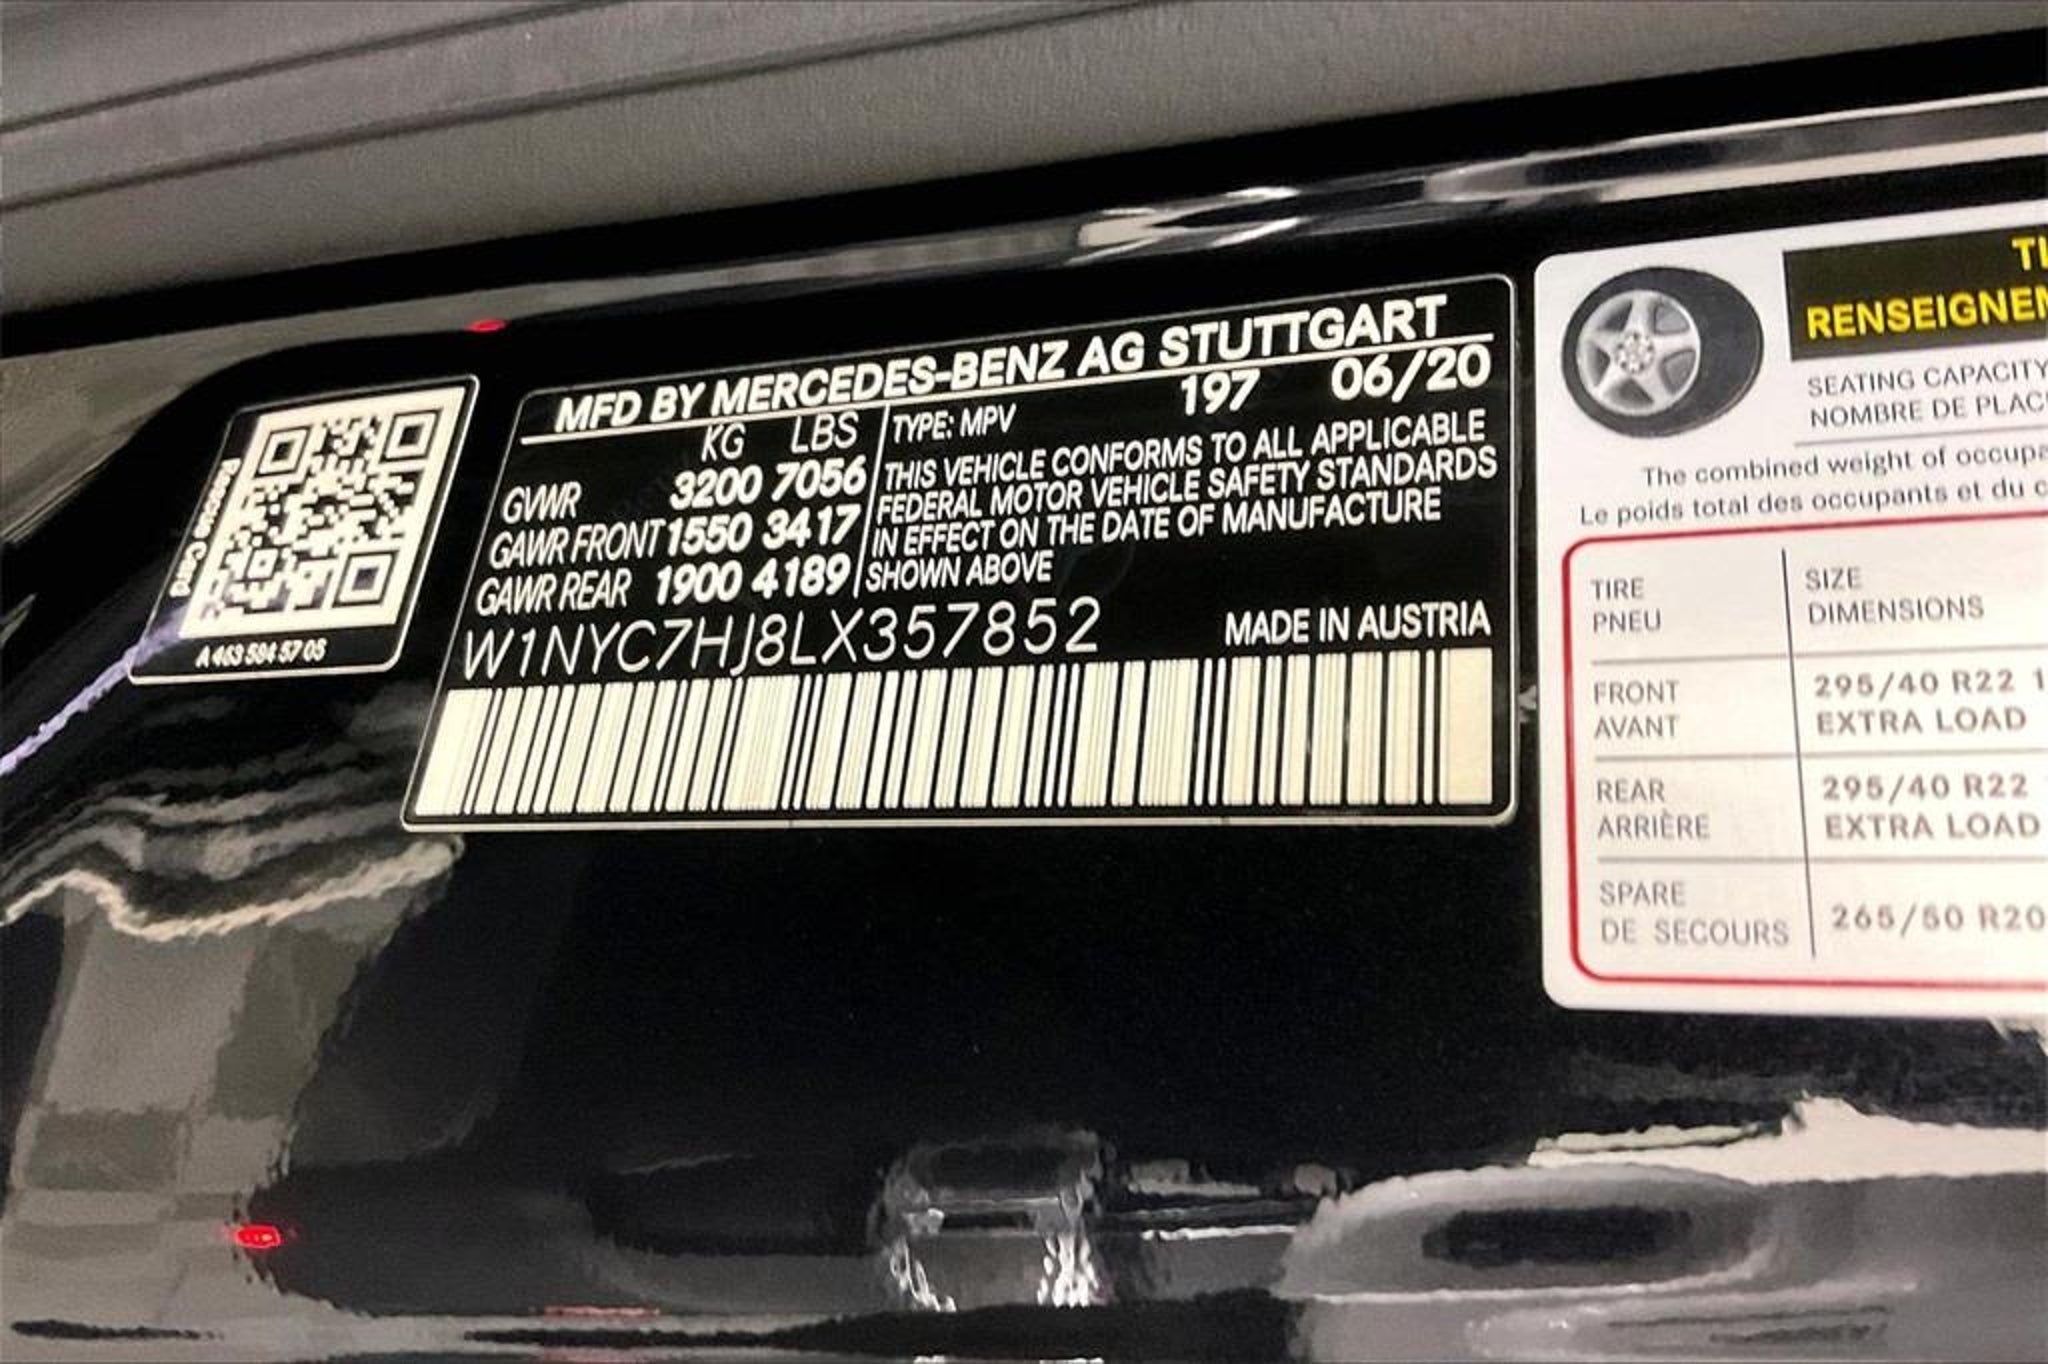 Rescue Card
A 463 584 57 05
MFD BY MERCEDES-BENZ AG STUTTGART
KG LBS
GVWR 3200 7056
GAWR FRONT 1550 3417
GAWR REAR 1900 4189
TYPE: MPV 197 06/20
THIS VEHICLE CONFORMS TO ALL APPLICABLE
FEDERAL MOTOR VEHICLE SAFETY STANDARDS
IN EFFECT ON THE DATE OF MANUFACTURE
SHOWN ABOVE
W1NYC7HJ8LX357852 MADE IN AUSTRIA
SEATING CAPACITY
The combined weight of
Le poids total des occupants et du
NOMBRE DE
TIRE
PNEU
SIZE
DIMENSIONS
FRONT
AVANT
295/40 R22
EXTRA LOAD
REAR
ARRIÈRE
295/40 R22
EXTRA LOAD
SPARE
DE SECOURS
265/50 R20